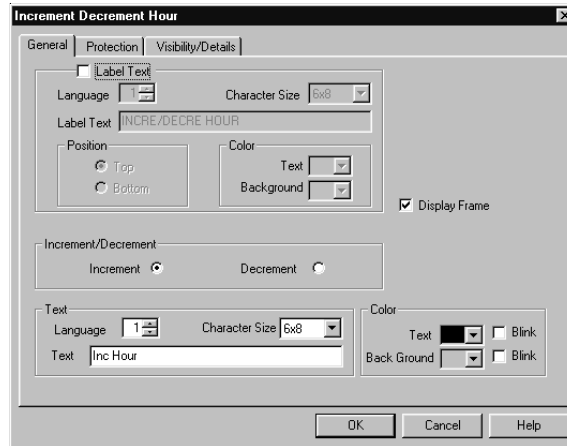 Increment Decrement Hour
General Protection Visibility/Details
Label Text
Language 1 Character Size 6x8
Label Text INCRE/DECRE HOUR
Position Color
Top Text
Bottom Background
Display Frame
Increment/Decrement
Increment Decrement
Text Color
Language 1 Character Size 6x8 Text Blink
Text Inc Hour Back Ground Blink
OK Cancel Help